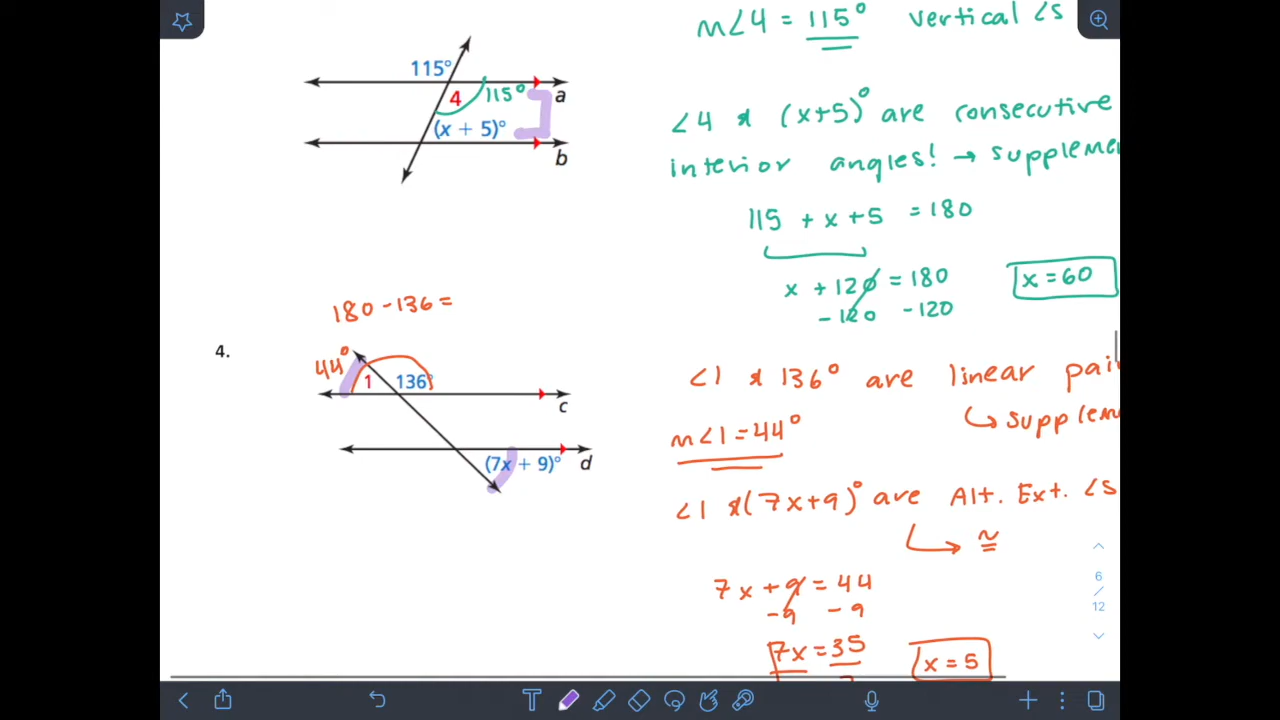 m∠4 = 115° vertical ∠s
115°
4 115° a
(x + 5)°
b
∠4 & (x+5)° are consecutive
interior angles! → suppleme
115 + x + 5 = 180
x + 120 = 180
-120 -120
x = 60
180 - 136 =
4.
44°
1 136°
c
(7x + 9)° d
∠1 & 136° are linear pai
↳ supplem
m∠1 = 44°
∠1 & (7x+9)° are Alt. Ext. ∠s
↳ ≅
7x + 9 = 44
-9 -9
7x = 35
x = 5
6
/
12
T